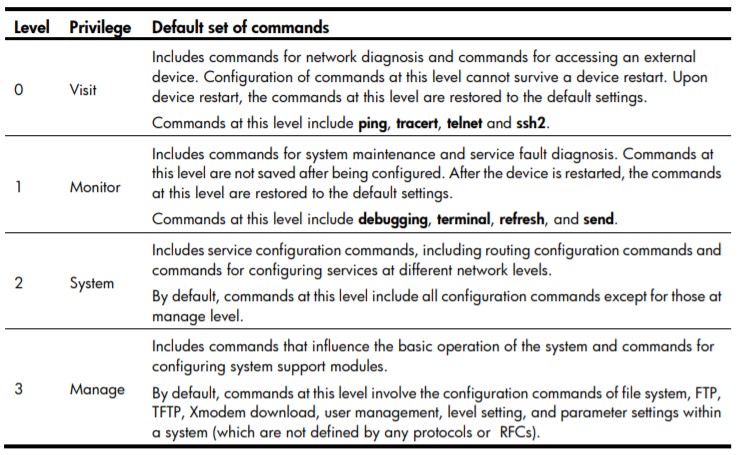 Level Privilege Default set of commands
Includes commands for network diagnosis and commands for accessing an external
device. Configuration of commands at this level cannot survive a device restart. Upon
device restart, the commands at this level are restored to the default settings.
0 Visit
Commands at this level include ping, tracert, telnet and ssh2.
Includes commands for system maintenance and service fault diagnosis. Commands at
this level are not saved after being configured. After the device is restarted, the commands
at this level are restored to the default settings.
1 Monitor
Commands at this level include debugging, terminal, refresh, and send.
Includes service configuration commands, including routing configuration commands and
commands for configuring services at different network levels.
2 System
By default, commands at this level include all configuration commands except for those at
manage level.
Includes commands that influence the basic operation of the system and commands for
configuring system support modules.
3 Manage
By default, commands at this level involve the configuration commands of file system, FTP,
TFTP, Xmodem download, user management, level setting, and parameter settings within
a system (which are not defined by any protocols or RFCs).